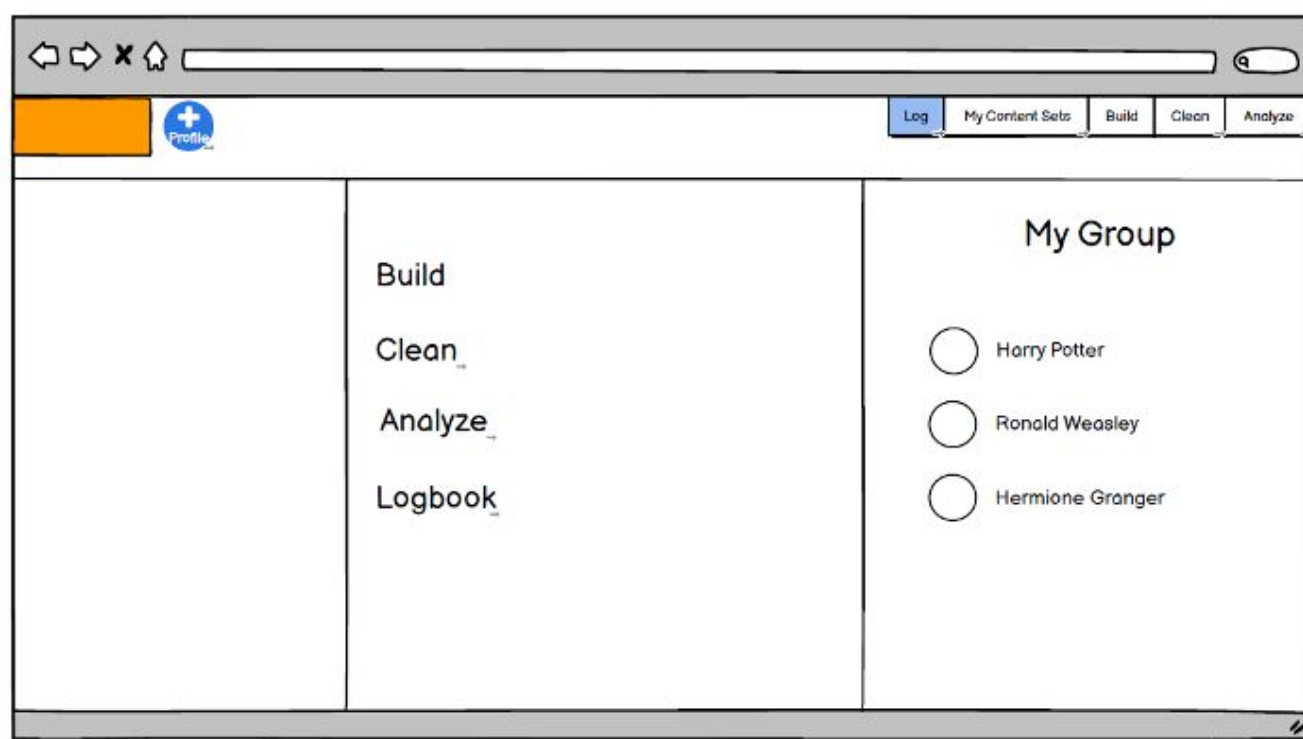 Profile
Log My Content Sets Build Clean Analyze
My Group
Build
Clean
Analyze
Logbook
Harry Potter
Ronald Weasley
Hermione Granger